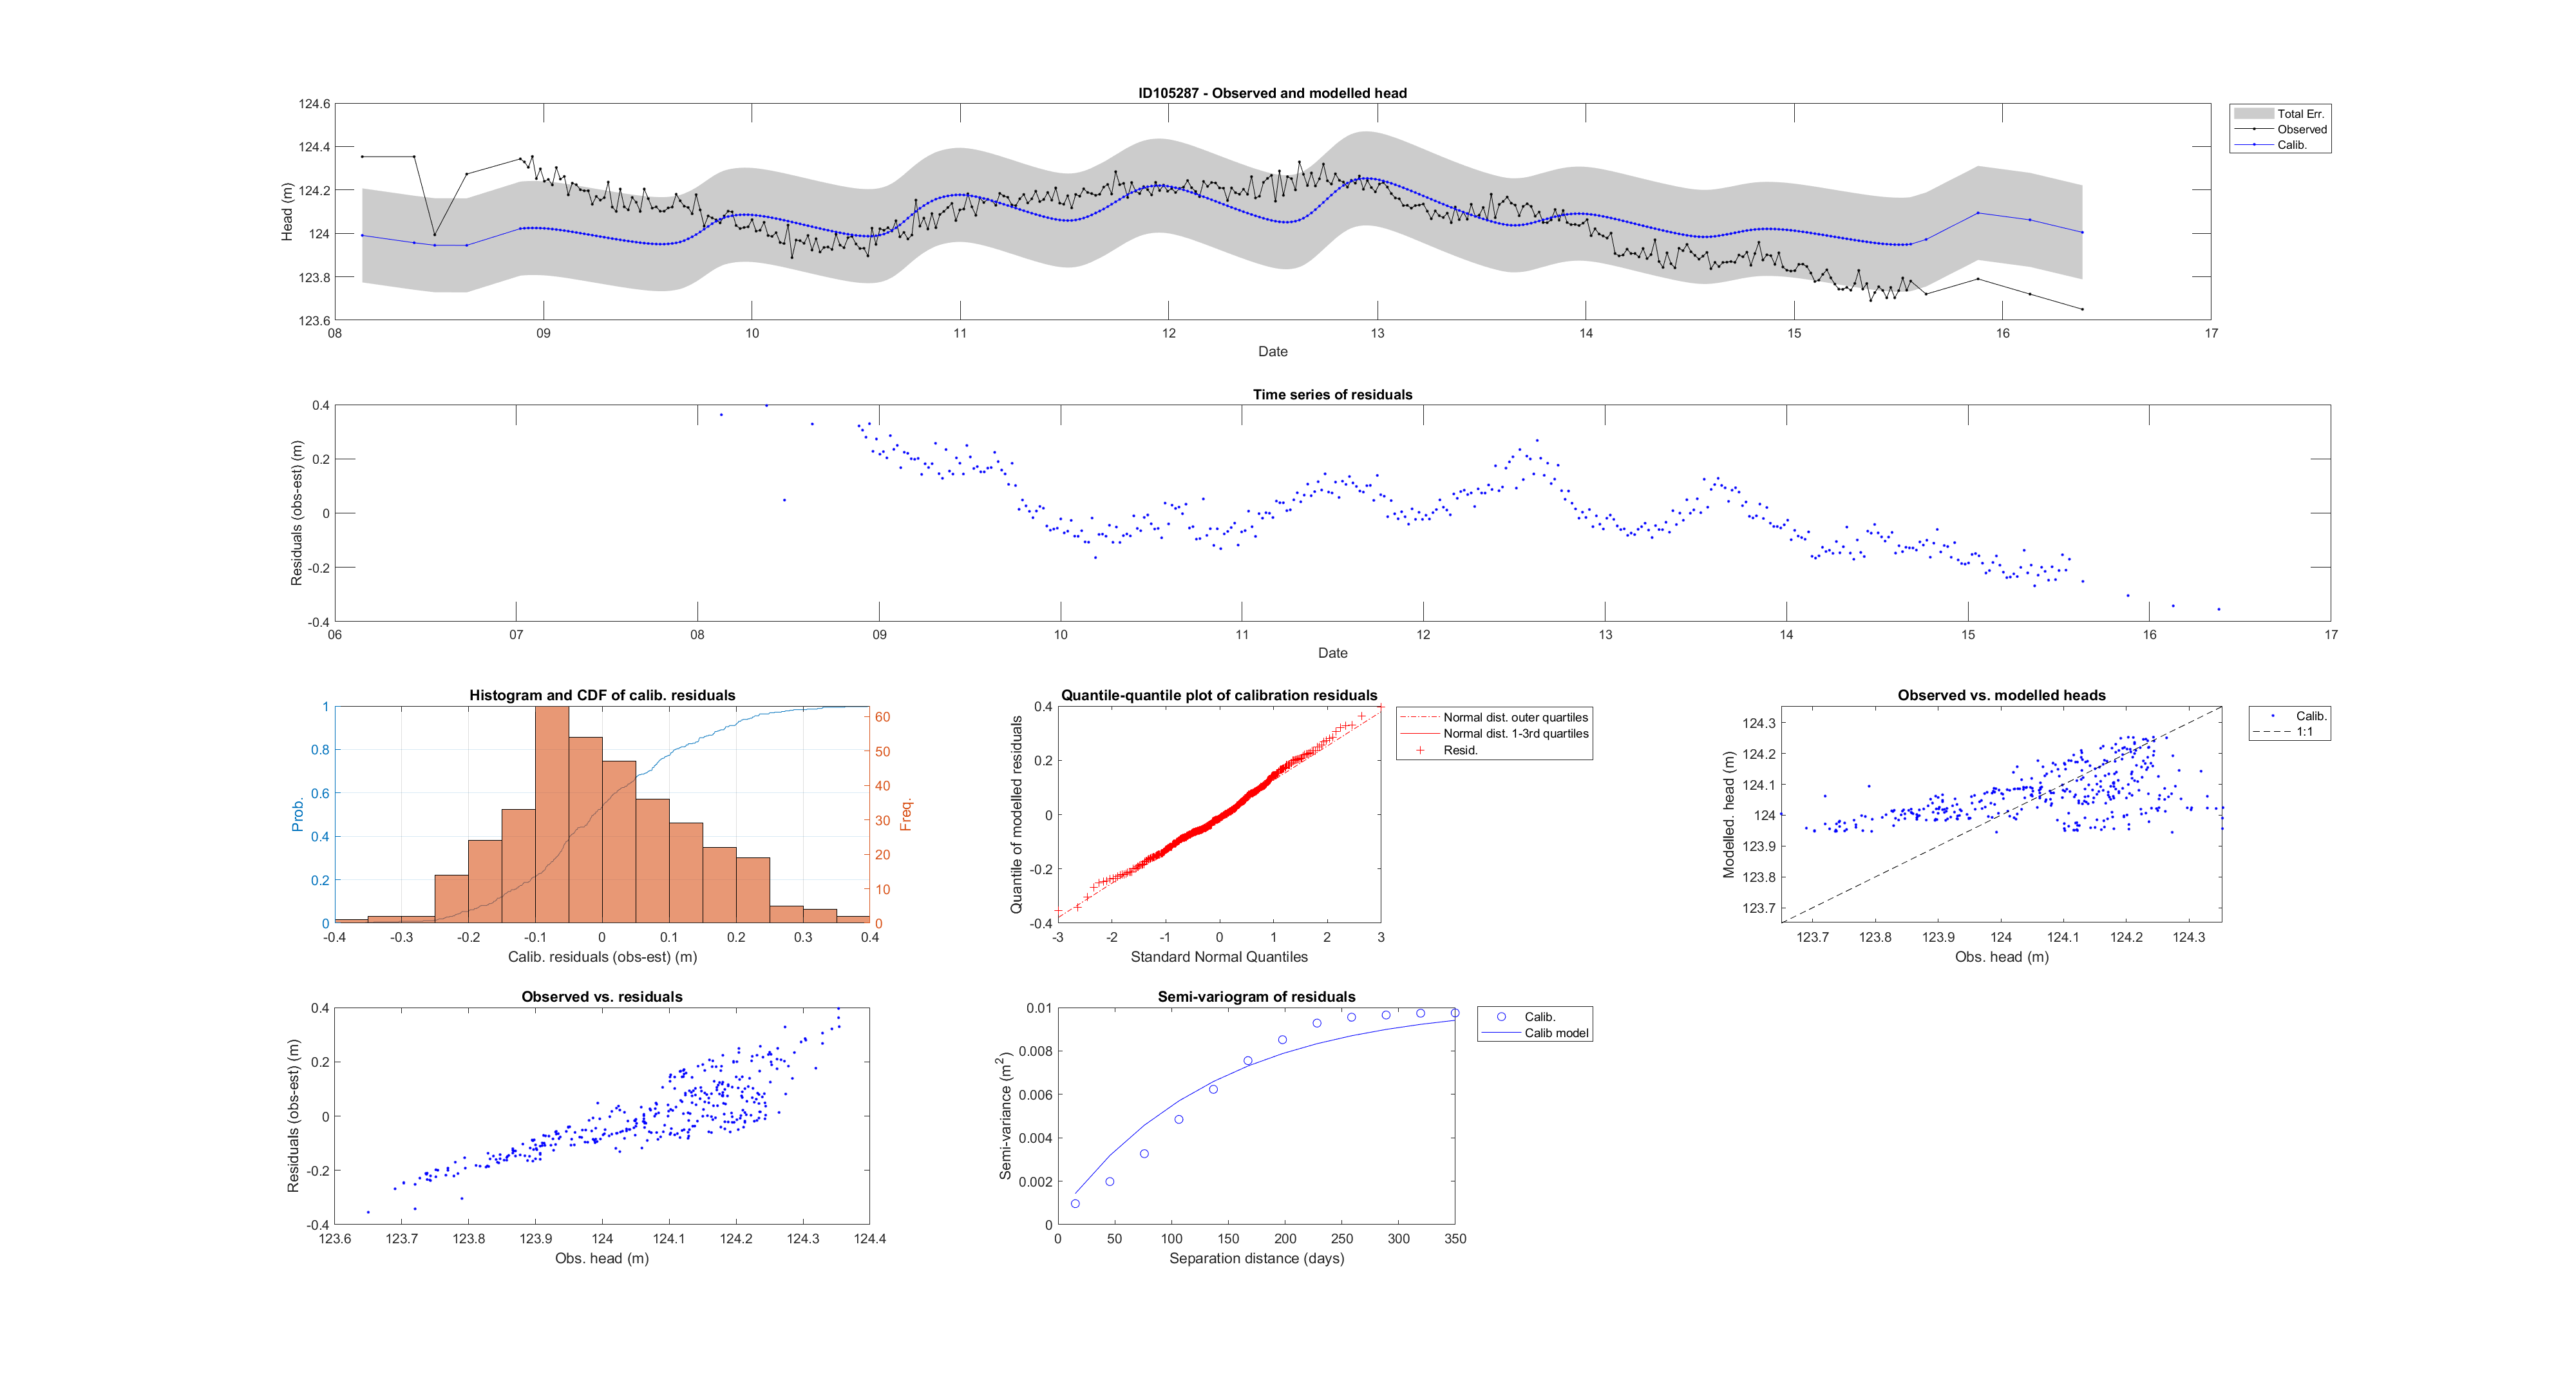 ID105287 - Observed and modelled head
124.6
124.4
124.2
124
123.8
123.6
Head (m)
08 09 10 11 12 13 14 15 16 17
Date
Total Err.
Observed
Calib.
Time series of residuals
0.4
0.2
0
-0.2
-0.4
Residuals (obs-est) (m)
06 07 08 09 10 11 12 13 14 15 16 17
Date
Histogram and CDF of calib. residuals
1
0.8
0.6
0.4
0.2
0
Prob.
60
50
40
30
20
10
0
Freq.
-0.4 -0.3 -0.2 -0.1 0 0.1 0.2 0.3 0.4
Calib. residuals (obs-est) (m)
Quantile-quantile plot of calibration residuals
0.4
0.2
0
-0.2
-0.4
Quantile of modelled residuals
-3 -2 -1 0 1 2 3
Standard Normal Quantiles
Normal dist. outer quartiles
Normal dist. 1-3rd quartiles
Resid.
Observed vs. modelled heads
124.3
124.2
124.1
124
123.9
123.8
123.7
Modelled. head (m)
123.7 123.8 123.9 124 124.1 124.2 124.3
Obs. head (m)
Calib.
1:1
Observed vs. residuals
0.4
0.2
0
-0.2
-0.4
Residuals (obs-est) (m)
123.6 123.7 123.8 123.9 124 124.1 124.2 124.3 124.4
Obs. head (m)
Semi-variogram of residuals
0.01
0.008
0.006
0.004
0.002
0
Semi-variance (m²)
0 50 100 150 200 250 300 350
Separation distance (days)
Calib.
Calib model